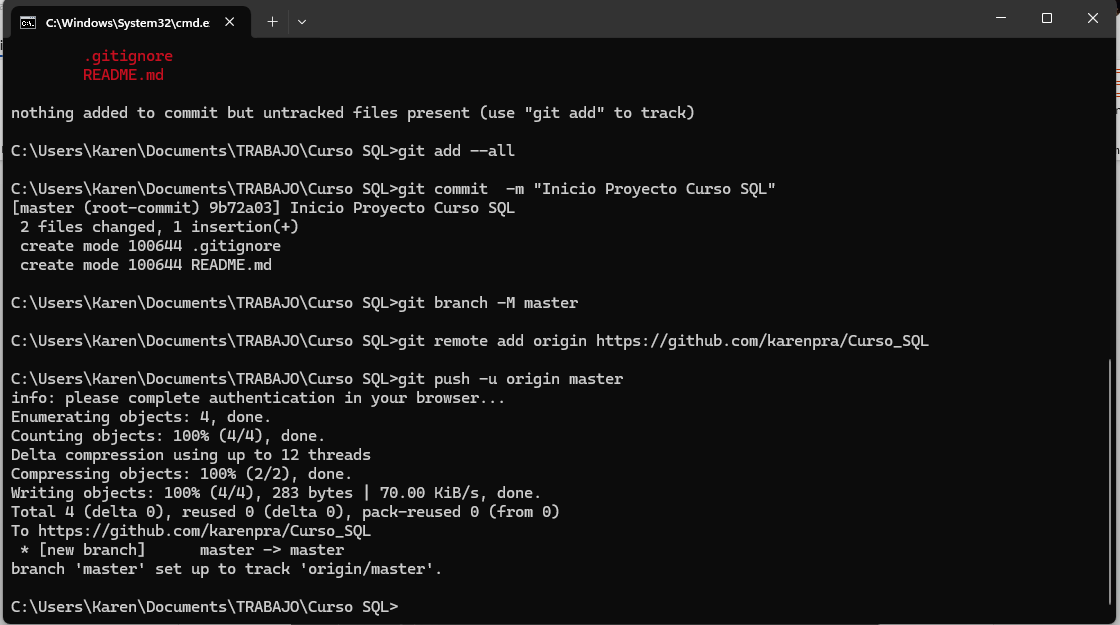 C:\Windows\System32\cmd.e
.gitignore
README.md
nothing added to commit but untracked files present (use "git add" to track)
C:\Users\Karen\Documents\TRABAJO\Curso SQL>git add --all
C:\Users\Karen\Documents\TRABAJO\Curso SQL>git commit  -m "Inicio Proyecto Curso SQL"
[master (root-commit) 9b72a03] Inicio Proyecto Curso SQL
 2 files changed, 1 insertion(+)
 create mode 100644 .gitignore
 create mode 100644 README.md
C:\Users\Karen\Documents\TRABAJO\Curso SQL>git branch -M master
C:\Users\Karen\Documents\TRABAJO\Curso SQL>git remote add origin https://github.com/karenpra/Curso_SQL
C:\Users\Karen\Documents\TRABAJO\Curso SQL>git push -u origin master
info: please complete authentication in your browser...
Enumerating objects: 4, done.
Counting objects: 100% (4/4), done.
Delta compression using up to 12 threads
Compressing objects: 100% (2/2), done.
Writing objects: 100% (4/4), 283 bytes | 70.00 KiB/s, done.
Total 4 (delta 0), reused 0 (delta 0), pack-reused 0 (from 0)
To https://github.com/karenpra/Curso_SQL
 * [new branch]      master -> master
branch 'master' set up to track 'origin/master'.
C:\Users\Karen\Documents\TRABAJO\Curso SQL>